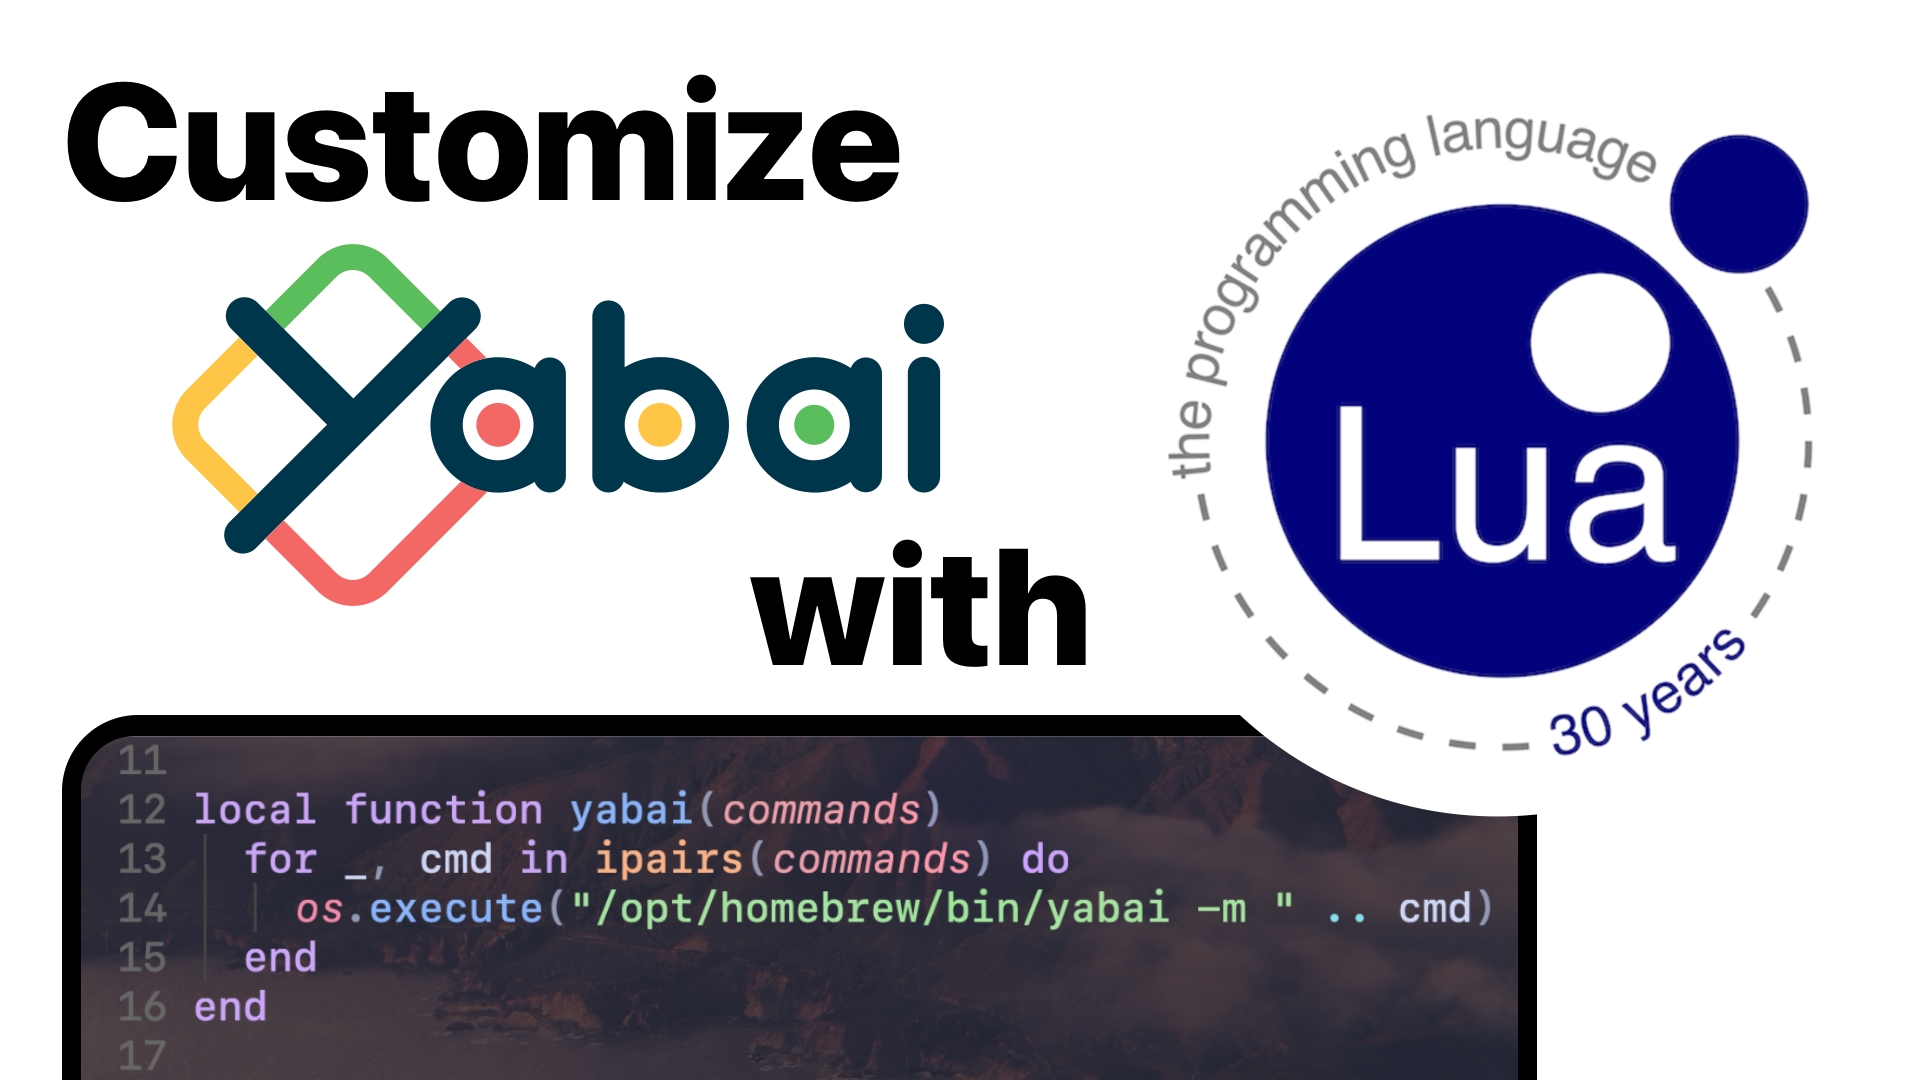 Customize
Yabai
with
the programming language
Lua
30 years
11
12 local function yabai(commands)
13 for _, cmd in ipairs(commands) do
14 os.execute("/opt/homebrew/bin/yabai -m " .. cmd)
15 end
16 end
17